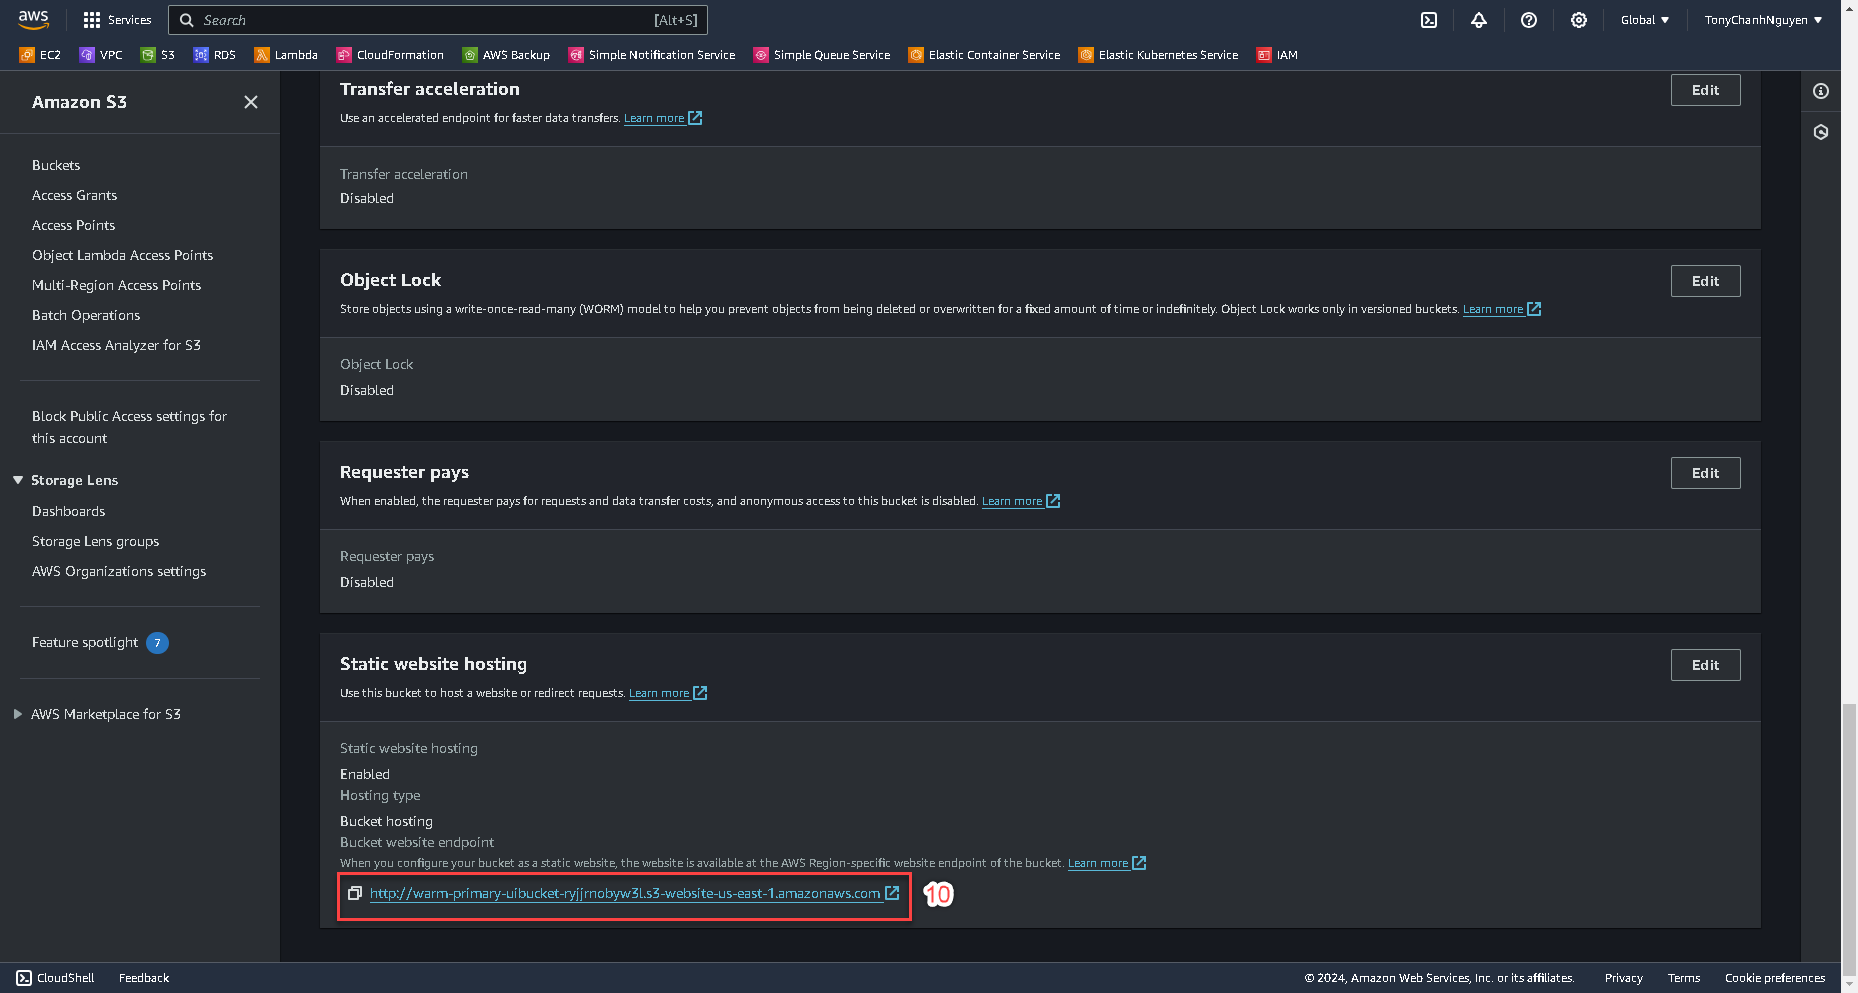 aws
Services
Search
[Alt+S]
Global ▼
TonyChanhNguyen ▼
EC2
VPC
S3
RDS
Lambda
CloudFormation
AWS Backup
Simple Notification Service
Simple Queue Service
Elastic Container Service
Elastic Kubernetes Service
IAM
Amazon S3
Buckets
Access Grants
Access Points
Object Lambda Access Points
Multi-Region Access Points
Batch Operations
IAM Access Analyzer for S3
Block Public Access settings for
this account
Storage Lens
Dashboards
Storage Lens groups
AWS Organizations settings
Feature spotlight 7
AWS Marketplace for S3
Transfer acceleration
Edit
Use an accelerated endpoint for faster data transfers. Learn more
Transfer acceleration
Disabled
Object Lock
Edit
Store objects using a write-once-read-many (WORM) model to help you prevent objects from being deleted or overwritten for a fixed amount of time or indefinitely. Object Lock works only in versioned buckets. Learn more
Object Lock
Disabled
Requester pays
Edit
When enabled, the requester pays for requests and data transfer costs, and anonymous access to this bucket is disabled. Learn more
Requester pays
Disabled
Static website hosting
Edit
Use this bucket to host a website or redirect requests. Learn more
Static website hosting
Enabled
Hosting type
Bucket hosting
Bucket website endpoint
When you configure your bucket as a static website, the website is available at the AWS Region-specific website endpoint of the bucket. Learn more
http://warm-primary-uibucket-ryjjrnobyw3l.s3-website-us-east-1.amazonaws.com
10
CloudShell
Feedback
© 2024, Amazon Web Services, Inc. or its affiliates.
Privacy
Terms
Cookie preferences